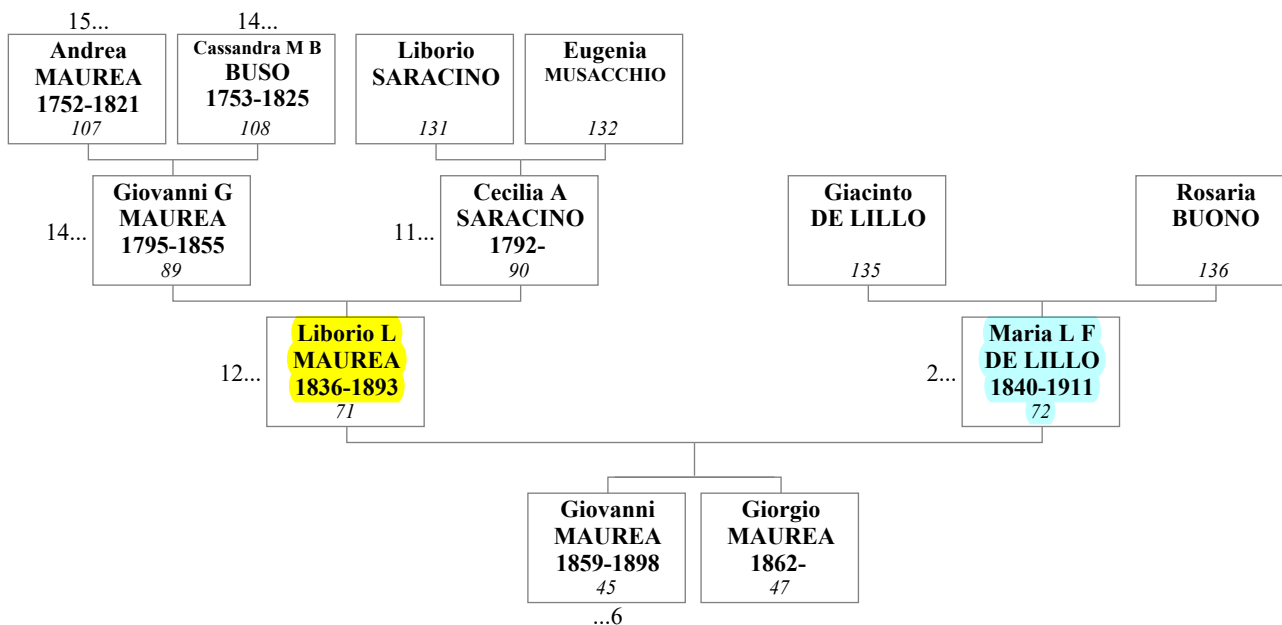 15...
14...
Andrea
MAUREA
1752-1821
107
Cassandra M B
BUSO
1753-1825
108
Liborio
SARACINO
131
Eugenia
MUSACCHIO
132
14...
Giovanni G
MAUREA
1795-1855
89
11...
Cecilia A
SARACINO
1792-
90
Giacinto
DE LILLO
135
Rosaria
BUONO
136
12...
Liborio L
MAUREA
1836-1893
71
2...
Maria L F
DE LILLO
1840-1911
72
Giovanni
MAUREA
1859-1898
45
Giorgio
MAUREA
1862-
47
...6